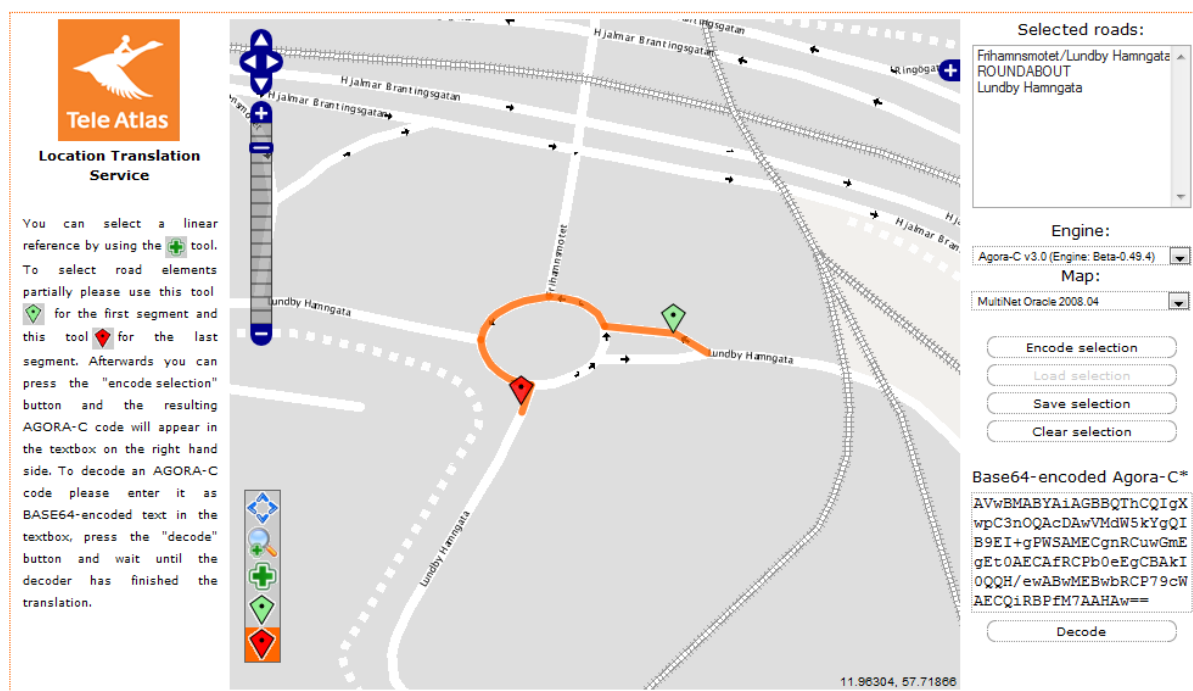 Tele Atlas
Location Translation
Service
You can select a linear
reference by using the tool.
To select road elements
partially please use this tool
for the first segment and
this tool for the last
segment. Afterwards you can
press the "encode selection"
button and the resulting
AGORA-C code will appear in
the textbox on the right hand
side. To decode an AGORA-C
code please enter it as
BASE64-encoded text in the
textbox, press the "decode"
button and wait until the
decoder has finished the
translation.
Hjalmar Brantingsgatan
Hjalmar Brantingsgatan
Hjalmar Brantingsgatan
Hjalmar Brantingsgatan
Ringögat
Hjalmar Bran
Frihamnsmotet
Lundby Hamngata
Lundby Hamngata
Lundby Hamngata
11.96304, 57.71866
Selected roads:
Frihamnsmotet/Lundby Hamngata
ROUNDABOUT
Lundby Hamngata
Engine:
Agora-C v3.0 (Engine: Beta-0.49.4)
Map:
MultiNet Oracle 2008.04
Encode selection
Load selection
Save selection
Clear selection
Base64-encoded Agora-C*
AVwBMABYAiAGBBQThCQIgX
wpC3nOQAcDAwVMdW5kYgQI
B9EI+gPWSAMECgnRCuwGmE
gEt0AECAfRCPb0eEgCBAkI
0QQH/ewABwMEBwbRCP79cW
AECQiRBPfM7AAHAw==
Decode